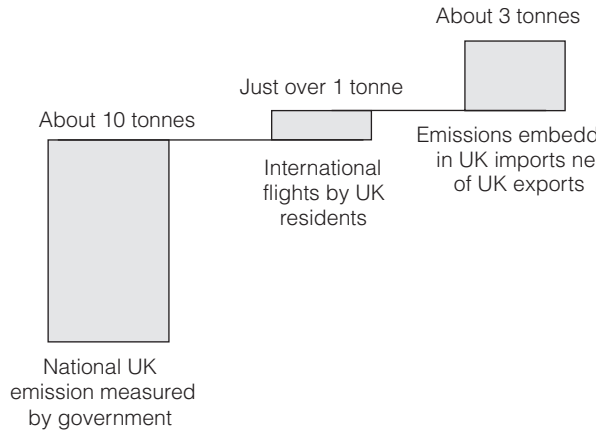 About 3 tonnes
Just over 1 tonne
About 10 tonnes
Emissions embedd
in UK imports ne
of UK exports
International
flights by UK
residents
National UK
emission measured
by government